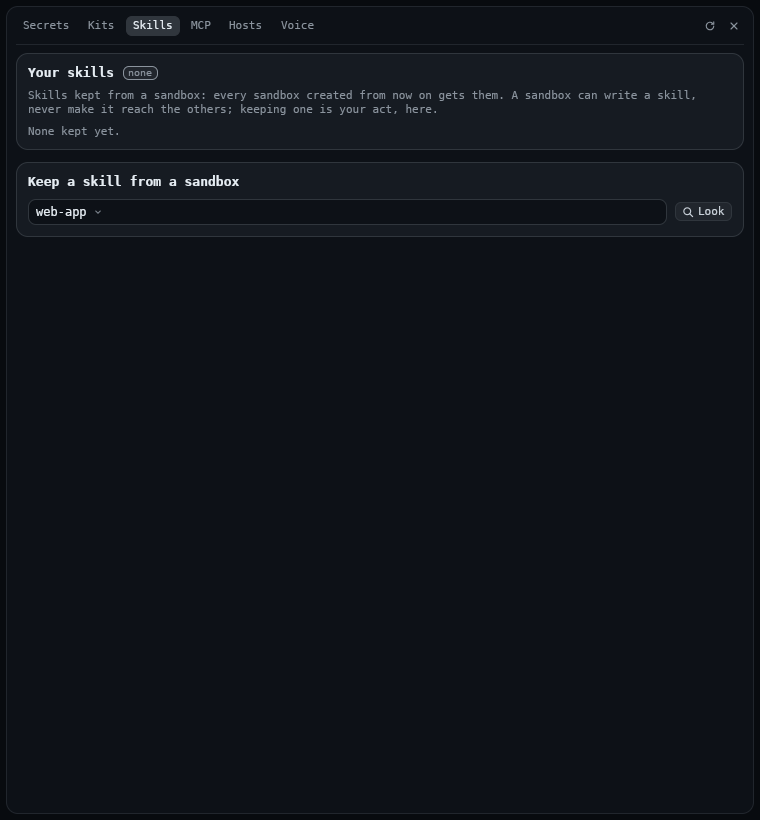 Secrets Kits Skills MCP Hosts Voice
Your skills none
Skills kept from a sandbox: every sandbox created from now on gets them. A sandbox can write a skill,
never make it reach the others; keeping one is your act, here.
None kept yet.
Keep a skill from a sandbox
web-app Look